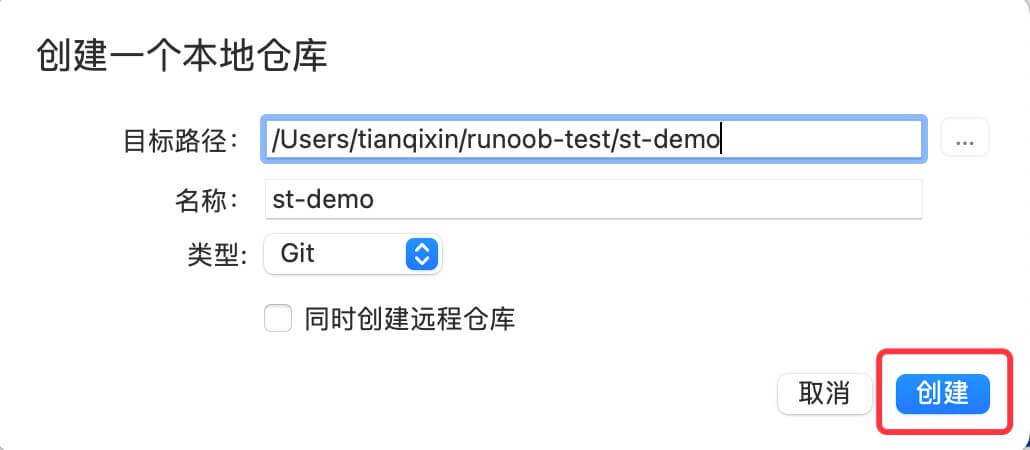 创建一个本地仓库
目标路径： /Users/tianqixin/runoob-test/st-demo ...
名称： st-demo
类型: Git
同时创建远程仓库
取消 创建